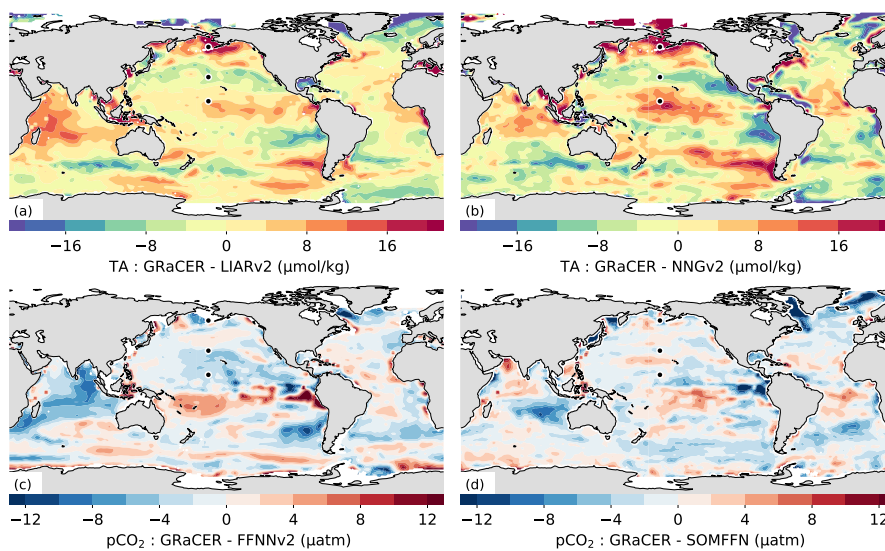 (a)
(b)
−16 −8 0 8 16
−16 −8 0 8 16
TA : GRaCER - LIARv2 (μmol/kg)
TA : GRaCER - NNGv2 (μmol/kg)
(c)
(d)
−12 −8 −4 0 4 8 12
−12 −8 −4 0 4 8 12
pCO₂ : GRaCER - FFNNv2 (μatm)
pCO₂ : GRaCER - SOMFFN (μatm)